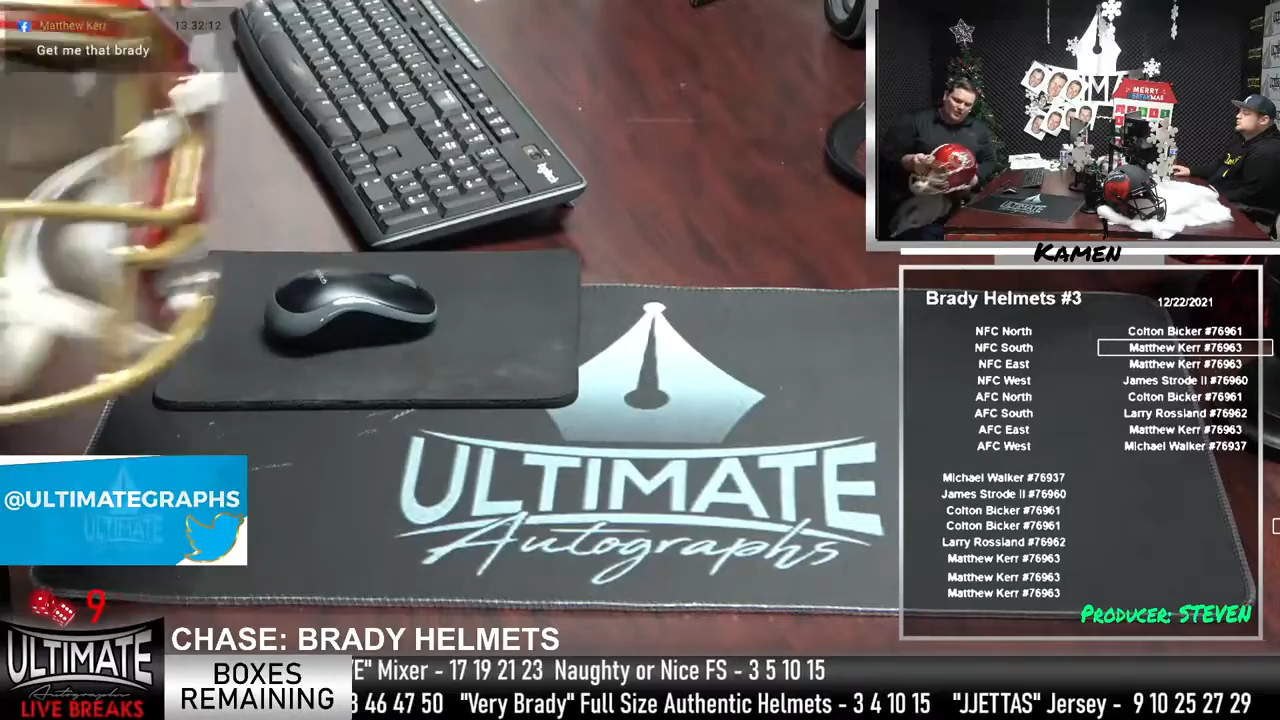 Matthew Kerr 13:32:12
Get me that brady
logitech
M
MERRY
BREAKMAS
ULTIMATE
KAMEN
Brady Helmets #3 12/22/2021
NFC North Colton Bicker #76961
NFC South Matthew Kerr #76963
NFC East Matthew Kerr #76963
NFC West James Strode II #76960
AFC North Colton Bicker #76961
AFC South Larry Rossland #76962
AFC East Matthew Kerr #76963
AFC West Michael Walker #76937
Michael Walker #76937
James Strode II #76960
Colton Bicker #76961
Colton Bicker #76961
Larry Rossland #76962
Matthew Kerr #76963
Matthew Kerr #76963
Matthew Kerr #76963
PRODUCER: STEVEN
ULTIMATE
Autographs
@ULTIMATEGRAPHS
9
ULTIMATE
Autographs
LIVE BREAKS
CHASE: BRADY HELMETS
BOXES
REMAINING
E" Mixer - 17 19 21 23 Naughty or Nice FS - 3 5 10 15
3 46 47 50 "Very Brady" Full Size Authentic Helmets - 3 4 10 15 "JJETTAS" Jersey - 9 10 25 27 29